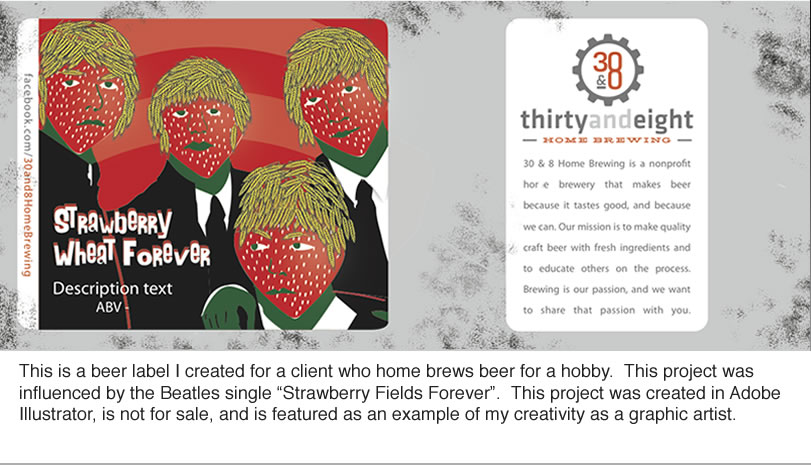 facebook.com/30and8HomeBrewing
Strawberry
Wheat Forever
Description text
ABV -
30
&
8
thirtyandeight
HOME BREWING
30 & 8 Home Brewing is a nonprofit
hor e brewery that makes beer
because it tastes good, and because
we can. Our mission is to make quality
craft beer with fresh ingredients and
to educate others on the process.
Brewing is our passion, and we want
to share that passion with you.
This is a beer label I created for a client who home brews beer for a hobby.  This project was
influenced by the Beatles single “Strawberry Fields Forever”.  This project was created in Adobe
Illustrator, is not for sale, and is featured as an example of my creativity as a graphic artist.